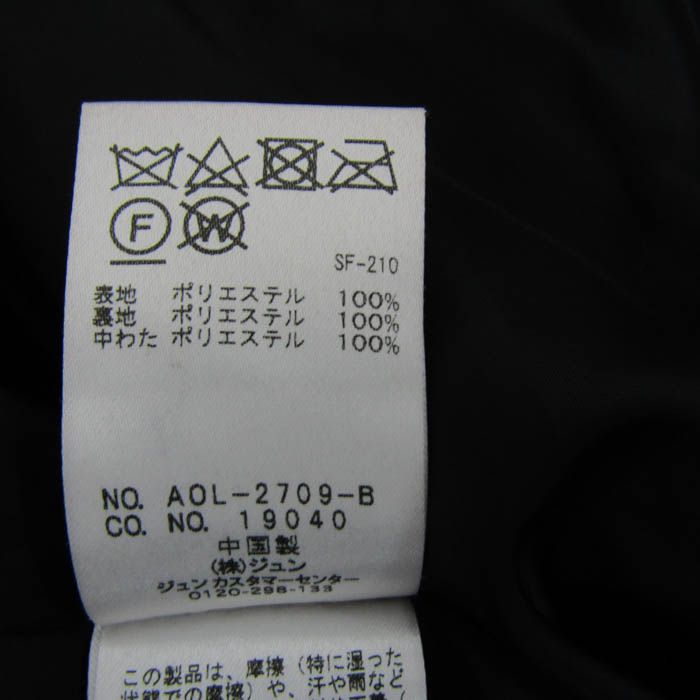 F W
SF-210
表地 ポリエステル 100%
裏地 ポリエステル 100%
中わた ポリエステル 100%
NO. AOL-2709-B
CO. NO. 19040
中国製
(株)ジュン
ジュンカスタマーセンター
0120-298-133
この製品は、摩擦(特に湿った
状態での摩擦)や、汗や雨など